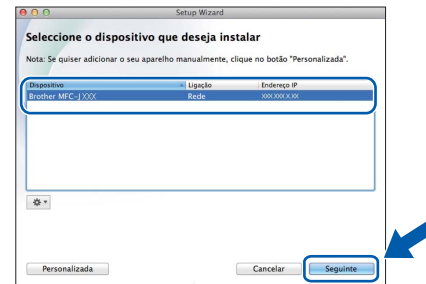 Setup Wizard
Seleccione o dispositivo que deseja instalar
Nota: Se quiser adicionar o seu aparelho manualmente, clique no botão "Personalizada".
Dispositivo Ligação Endereço IP
Brother MFC-J XXX Rede XXX.XXX.X.XX
Personalizada Cancelar Seguinte